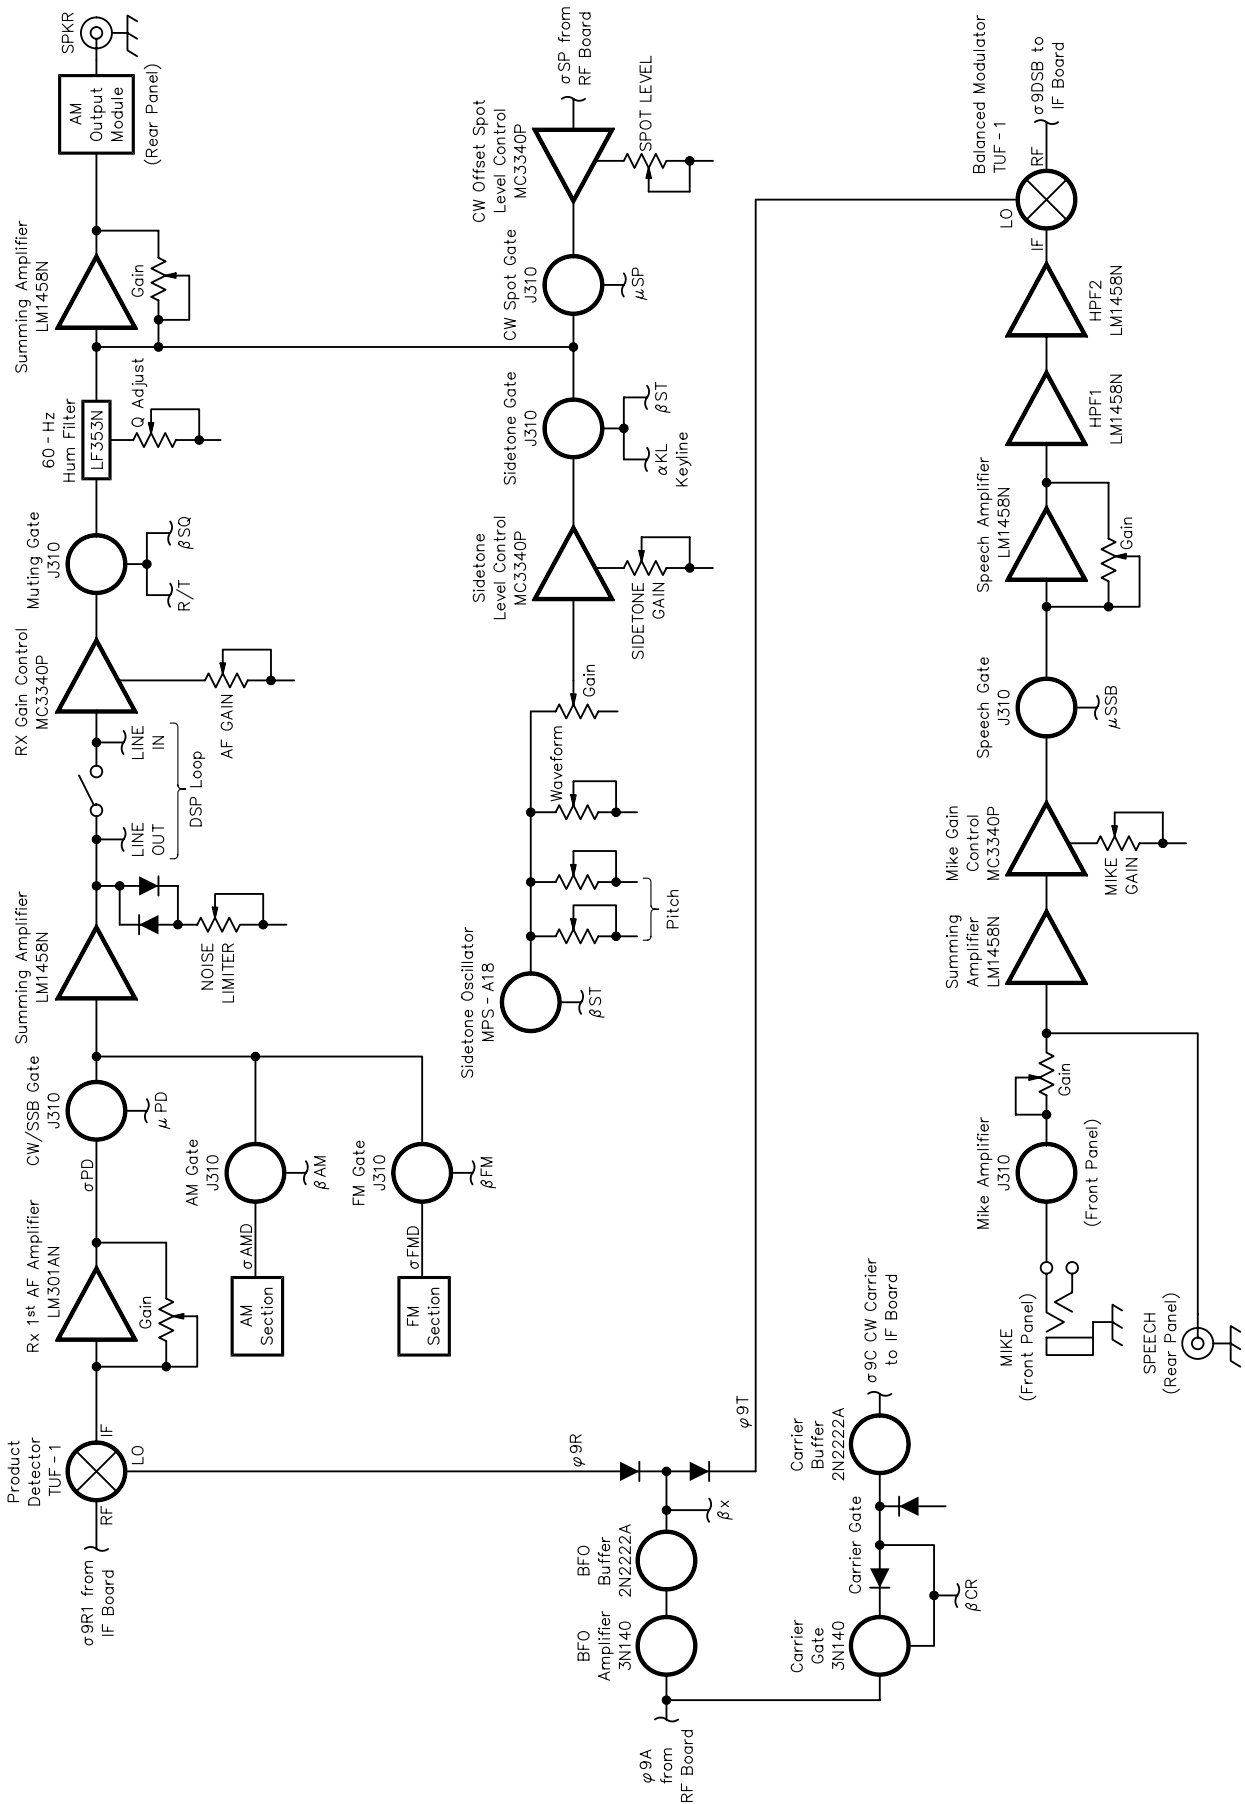 σ9R1 from
IF Board
RF
Product
Detector
TUF-1
IF
LO
Rx 1st AF Amplifier
LM301AN
Gain
σPD
CW/SSB Gate
J310
μPD
Summing Amplifier
LM1458N
NOISE
LIMITER
LINE
OUT
LINE
IN
DSP Loop
RX Gain Control
MC3340P
AF GAIN
Muting Gate
J310
R/T
βSQ
60-Hz
Hum Filter
LF353N
Q Adjust
Summing Amplifier
LM1458N
Gain
AM
Output
Module
(Rear Panel)
SPKR
AM
Section
σAMD
AM Gate
J310
βAM
FM
Section
σFMD
FM Gate
J310
βFM
Sidetone Oscillator
MPS-A18
βST
Pitch
Waveform
Gain
Sidetone
Level Control
MC3340P
SIDETONE
GAIN
Sidetone Gate
J310
αKL
Keyline
βST
CW Spot Gate
J310
μSP
CW Offset Spot
Level Control
MC3340P
SPOT LEVEL
σSP from
RF Board
φ9A
from
RF Board
BFO
Amplifier
3N140
BFO
Buffer
2N2222A
βx
φ9R
φ9T
Carrier
Gate
3N140
βCR
Carrier Gate
Carrier
Buffer
2N2222A
σ9C CW Carrier
to IF Board
MIKE
(Front Panel)
SPEECH
(Rear Panel)
Mike Amplifier
J310
(Front Panel)
Gain
Summing
Amplifier
LM1458N
Mike Gain
Control
MC3340P
MIKE
GAIN
Speech Gate
J310
μSSB
Speech Amplifier
LM1458N
Gain
HPF1
LM1458N
HPF2
LM1458N
IF
LO
Balanced Modulator
TUF-1
RF
σ9DSB to
IF Board